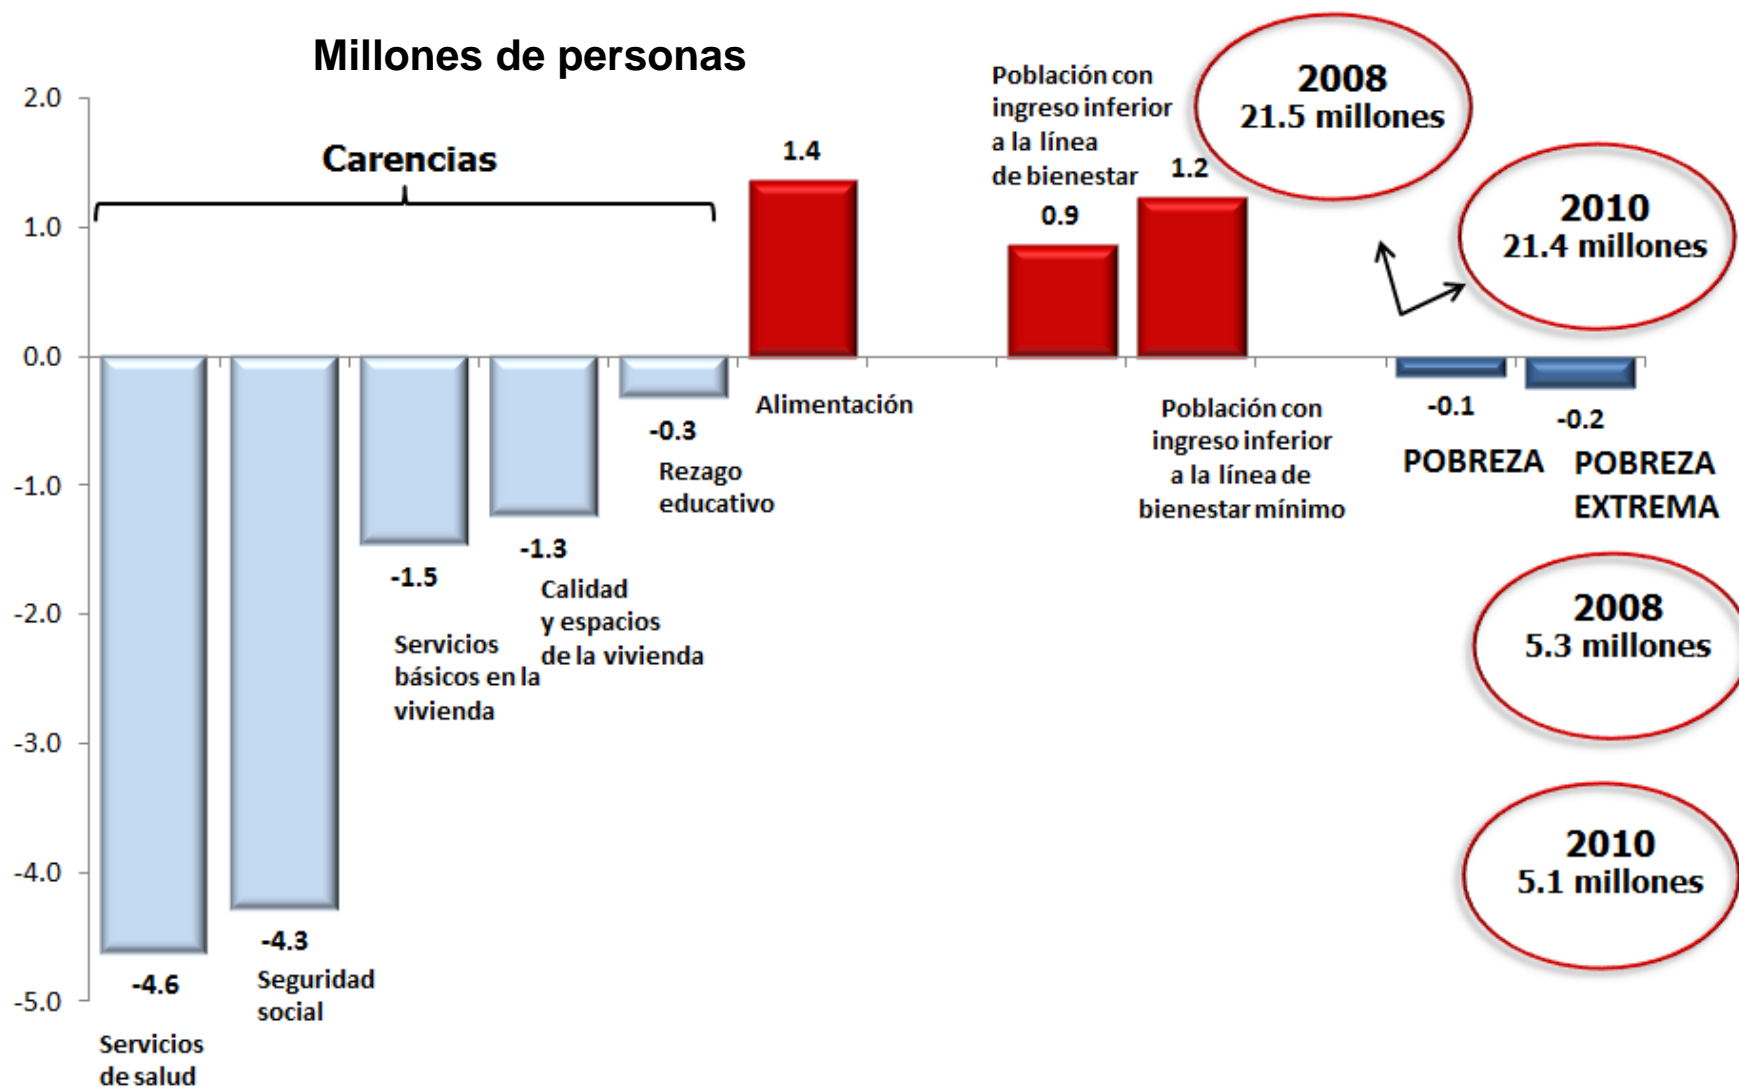 Millones de personas
2.0
1.0
0.0
-1.0
-2.0
-3.0
-4.0
-5.0
Carencias
-4.6
Servicios
de salud
-4.3
Seguridad
social
-1.5
Servicios
básicos en la
vivienda
-1.3
Calidad
y espacios
de la vivienda
-0.3
Rezago
educativo
1.4
Alimentación
Población con
ingreso inferior
a la línea
de bienestar
0.9
1.2
Población con
ingreso inferior
a la línea de
bienestar mínimo
2008
21.5 millones
2010
21.4 millones
-0.1
POBREZA
-0.2
POBREZA
EXTREMA
2008
5.3 millones
2010
5.1 millones